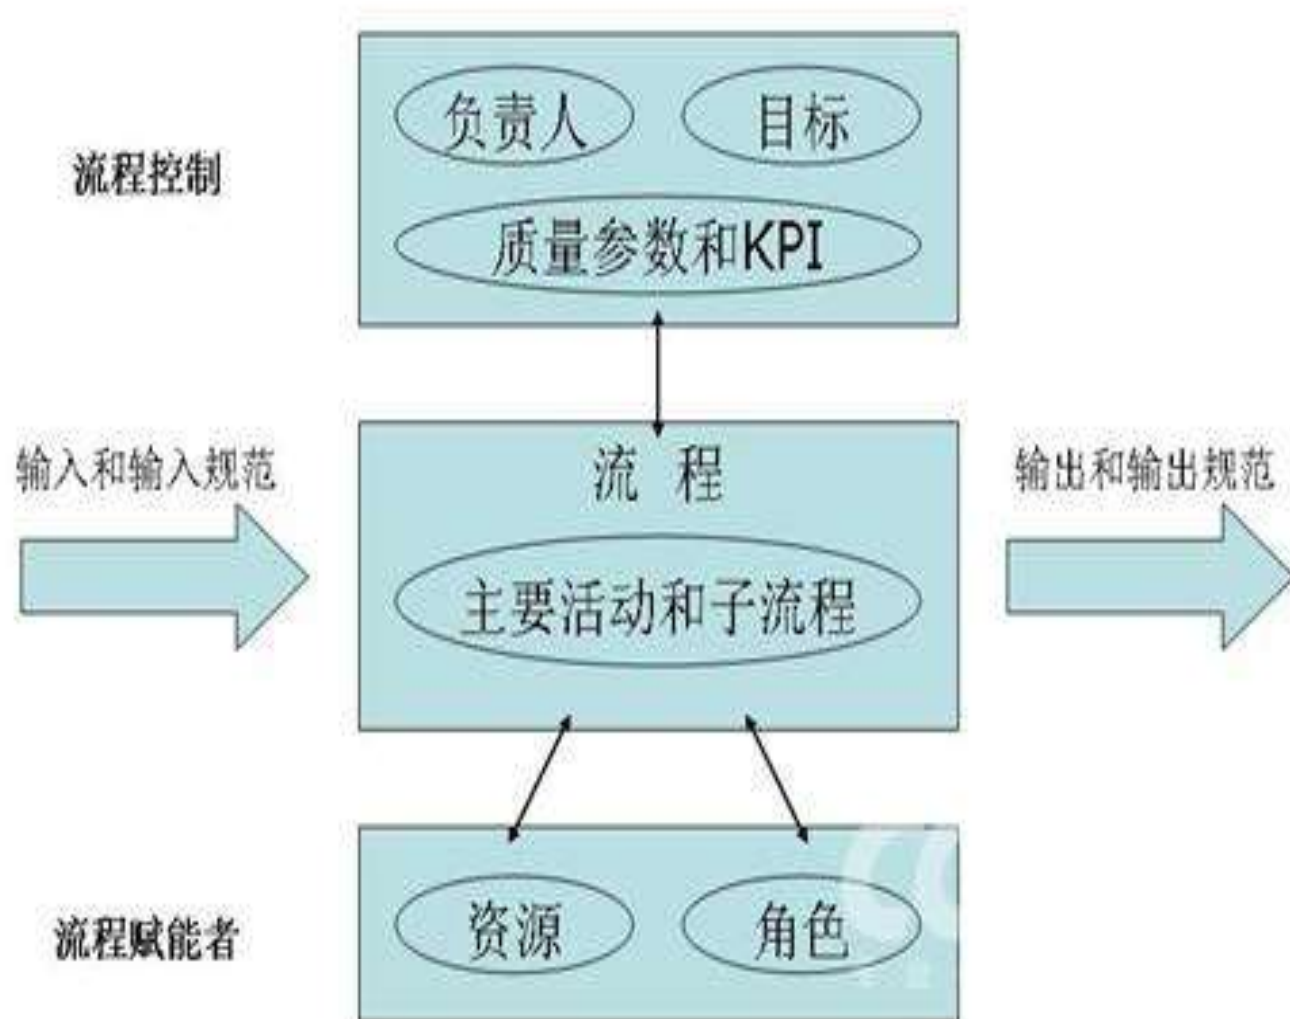 负责人
目标
流程控制
质量参数和KPI
输入和输入规范
流 程
输出和输出规范
主要活动和子流程
流程赋能者
资源
角色